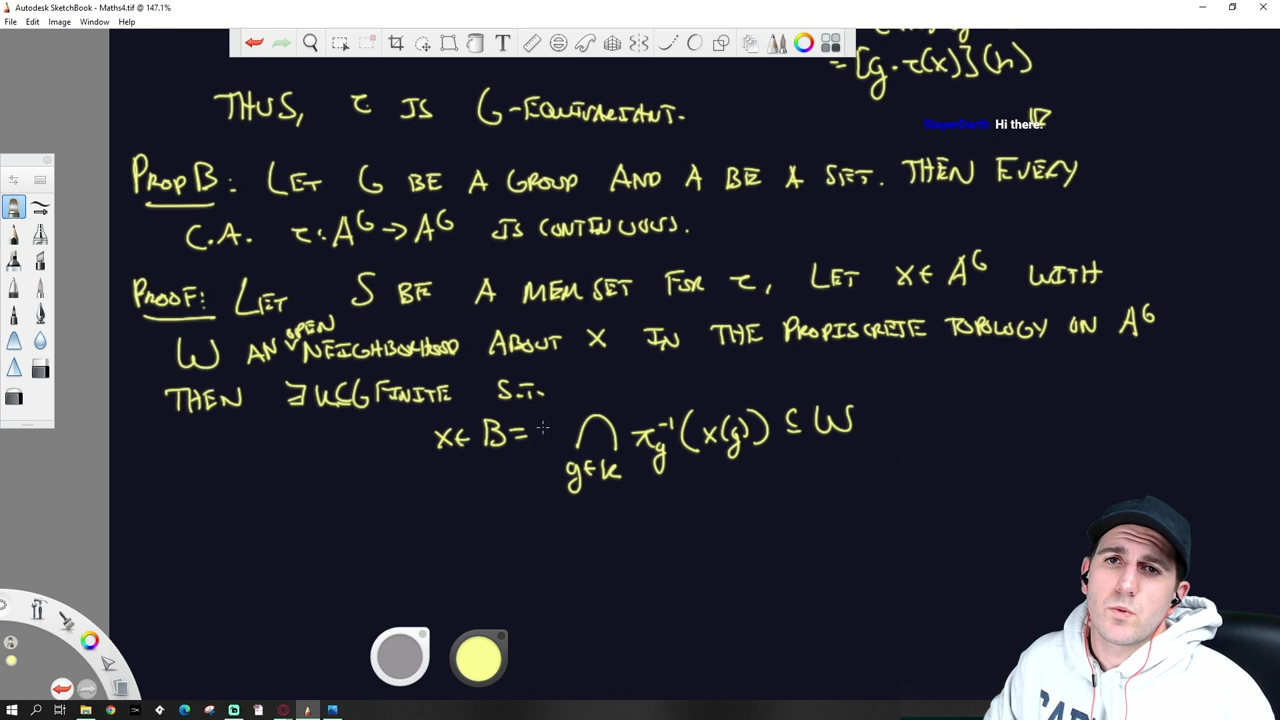 Autodesk SketchBook - Maths4.tif @ 147.1%
File Edit Image Window Help
= [g · τ(x)](h)
THUS, τ IS G-EQUIVARIANT.
SlayerDarth Hi there!
PROP B: LET G BE A GROUP AND A BE A SET. THEN EVERY
C.A. τ: A^G → A^G IS CONTINUOUS.
PROOF: LET S BE A MEM SET FOR τ, LET X ∈ A^G WITH
W AN OPEN NEIGHBORHOOD ABOUT X IN THE PRODISCRETE TOPOLOGY ON A^G
THEN ∃ K ⊆ G FINITE S.T.
X ∈ B = ⋂_{g∈K} π_g^{-1}(x(g)) ⊆ W